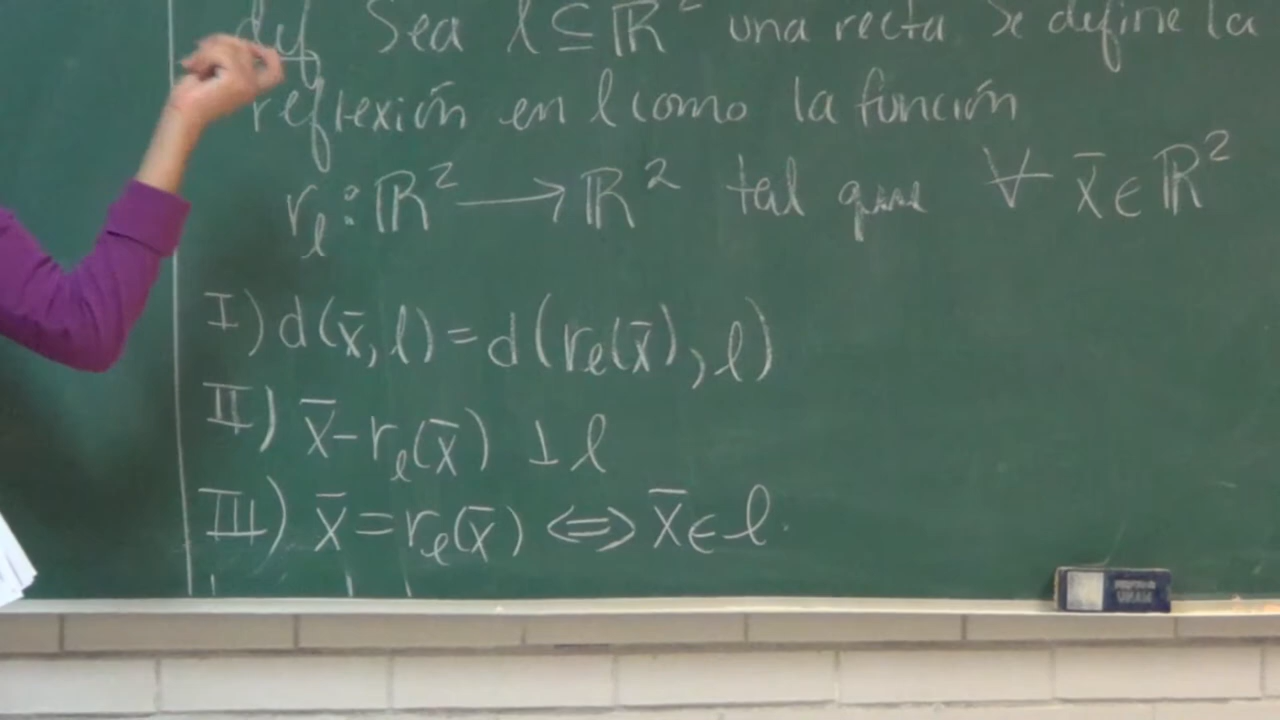 def Sea l ⊆ ℝ² una recta se define la
reflexión en l como la función
r_l : ℝ² → ℝ² tal que ∀ x̄ ∈ ℝ²
I) d(x̄, l) = d(r_l(x̄), l)
II) x̄ - r_l(x̄) ⊥ l
III) x̄ = r_l(x̄) ⟺ x̄ ∈ l.
UNAM